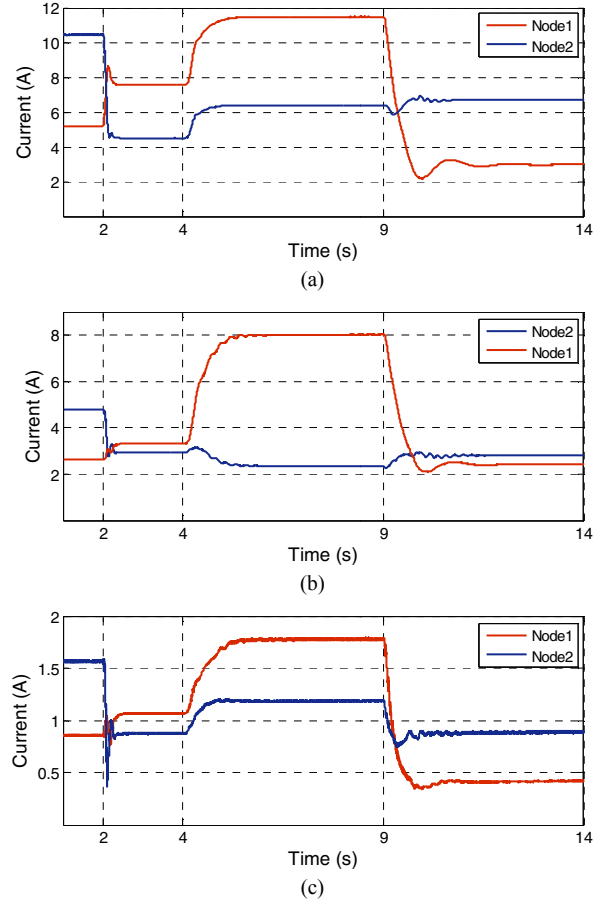 12
10
8
6
4
2
Current (A)
Node1
Node2
2
4
9
14
Time (s)
(a)
8
6
4
2
Current (A)
Node2
Node1
2
4
9
14
Time (s)
(b)
2
1.5
1
0.5
Current (A)
Node1
Node2
2
4
9
14
Time (s)
(c)